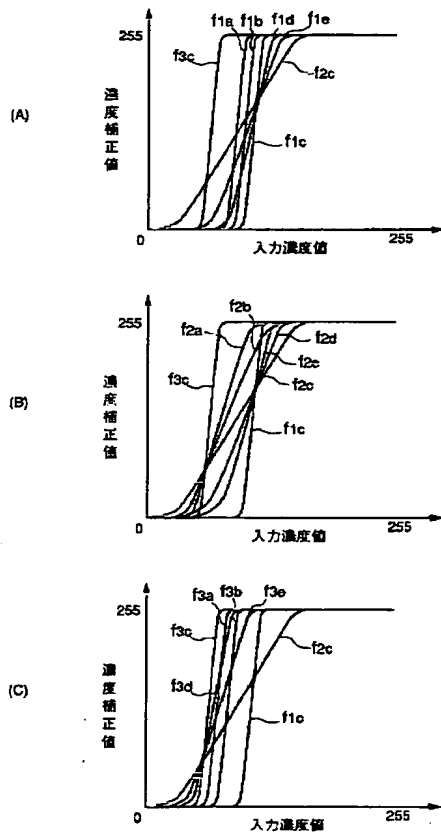 (A)
255
f1a
f1b
f1d
f1e
f3c
f2c
f1c
濃度補正値
0
255
入力濃度値
(B)
255
f2b
f2a
f2d
f2e
f3c
f2c
f1c
濃度補正値
0
255
入力濃度値
(C)
255
f3a
f3b
f3e
f3c
f2c
f3d
f1c
濃度補正値
0
255
入力濃度値